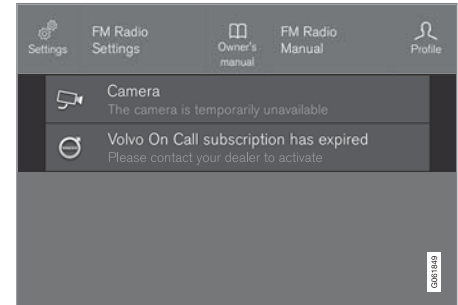 Settings
FM Radio
Settings
Owner's
manual
FM Radio
Manual
Profile
Camera
The camera is temporarily unavailable
Volvo On Call subscription has expired
Please contact your dealer to activate
G061849